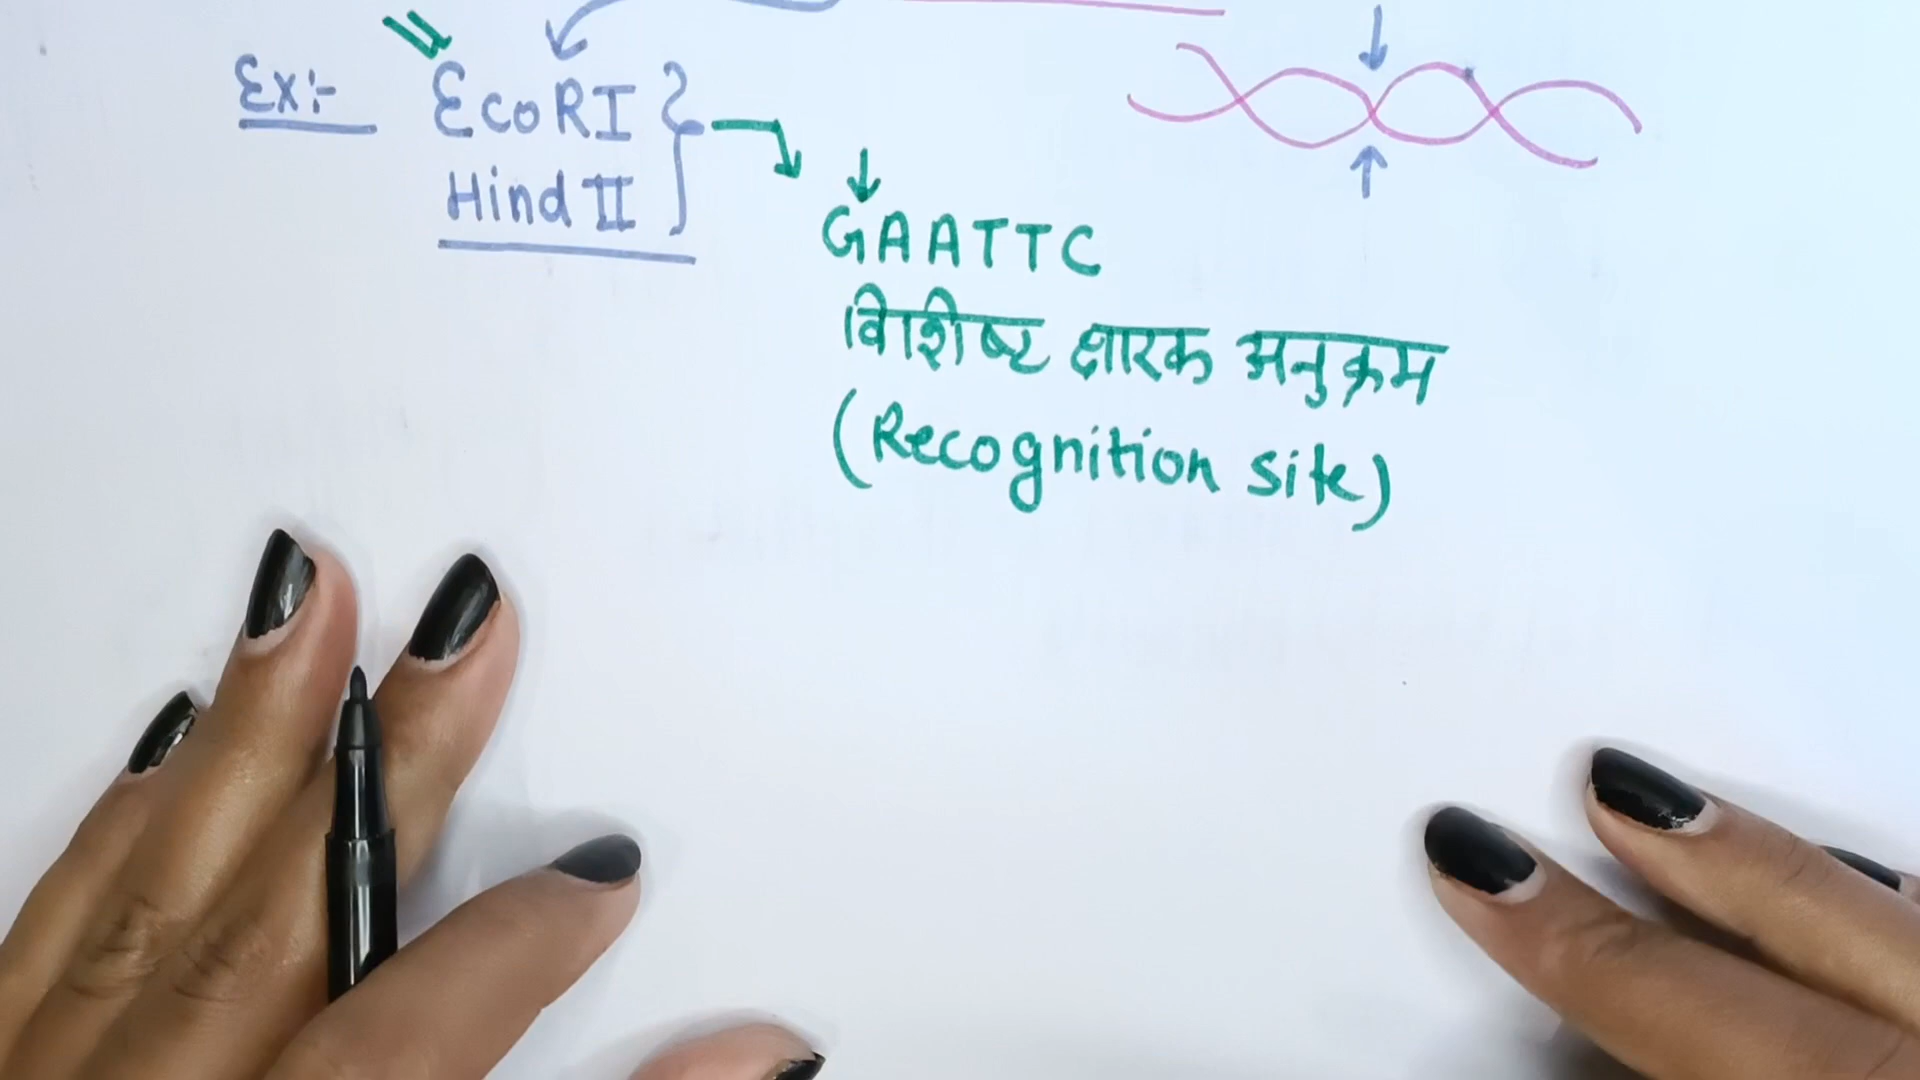 Ex:- EcoRI
Hind II
GAATTC
विशिष्ट क्षारक अनुक्रम
(Recognition site)